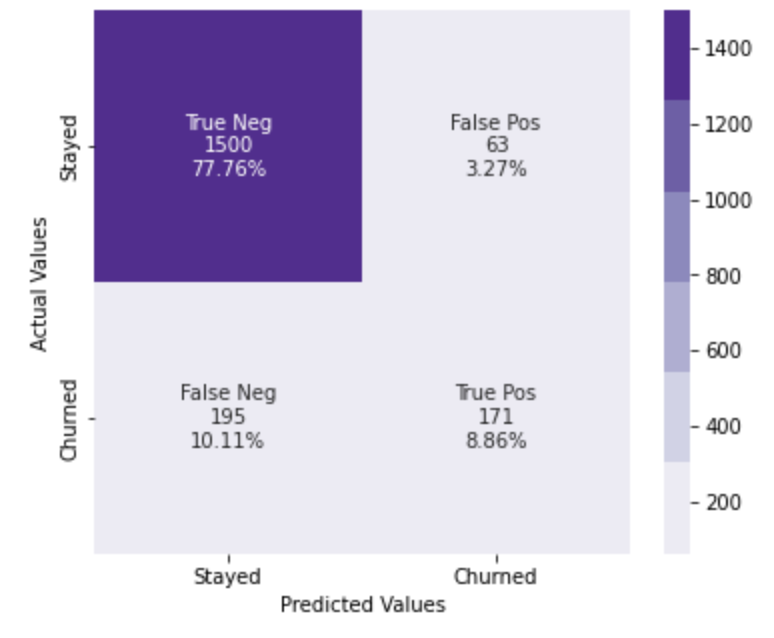 Actual Values
Stayed
Churned
True Neg
1500
77.76%
False Pos
63
3.27%
False Neg
195
10.11%
True Pos
171
8.86%
Stayed
Churned
Predicted Values
1400
1200
1000
800
600
400
200